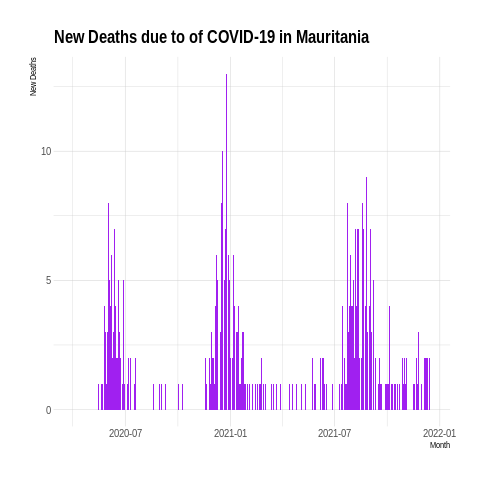 New Deaths due to of COVID-19 in Mauritania
New Deaths
10
5
0
2020-07 2021-01 2021-07 2022-01
Month